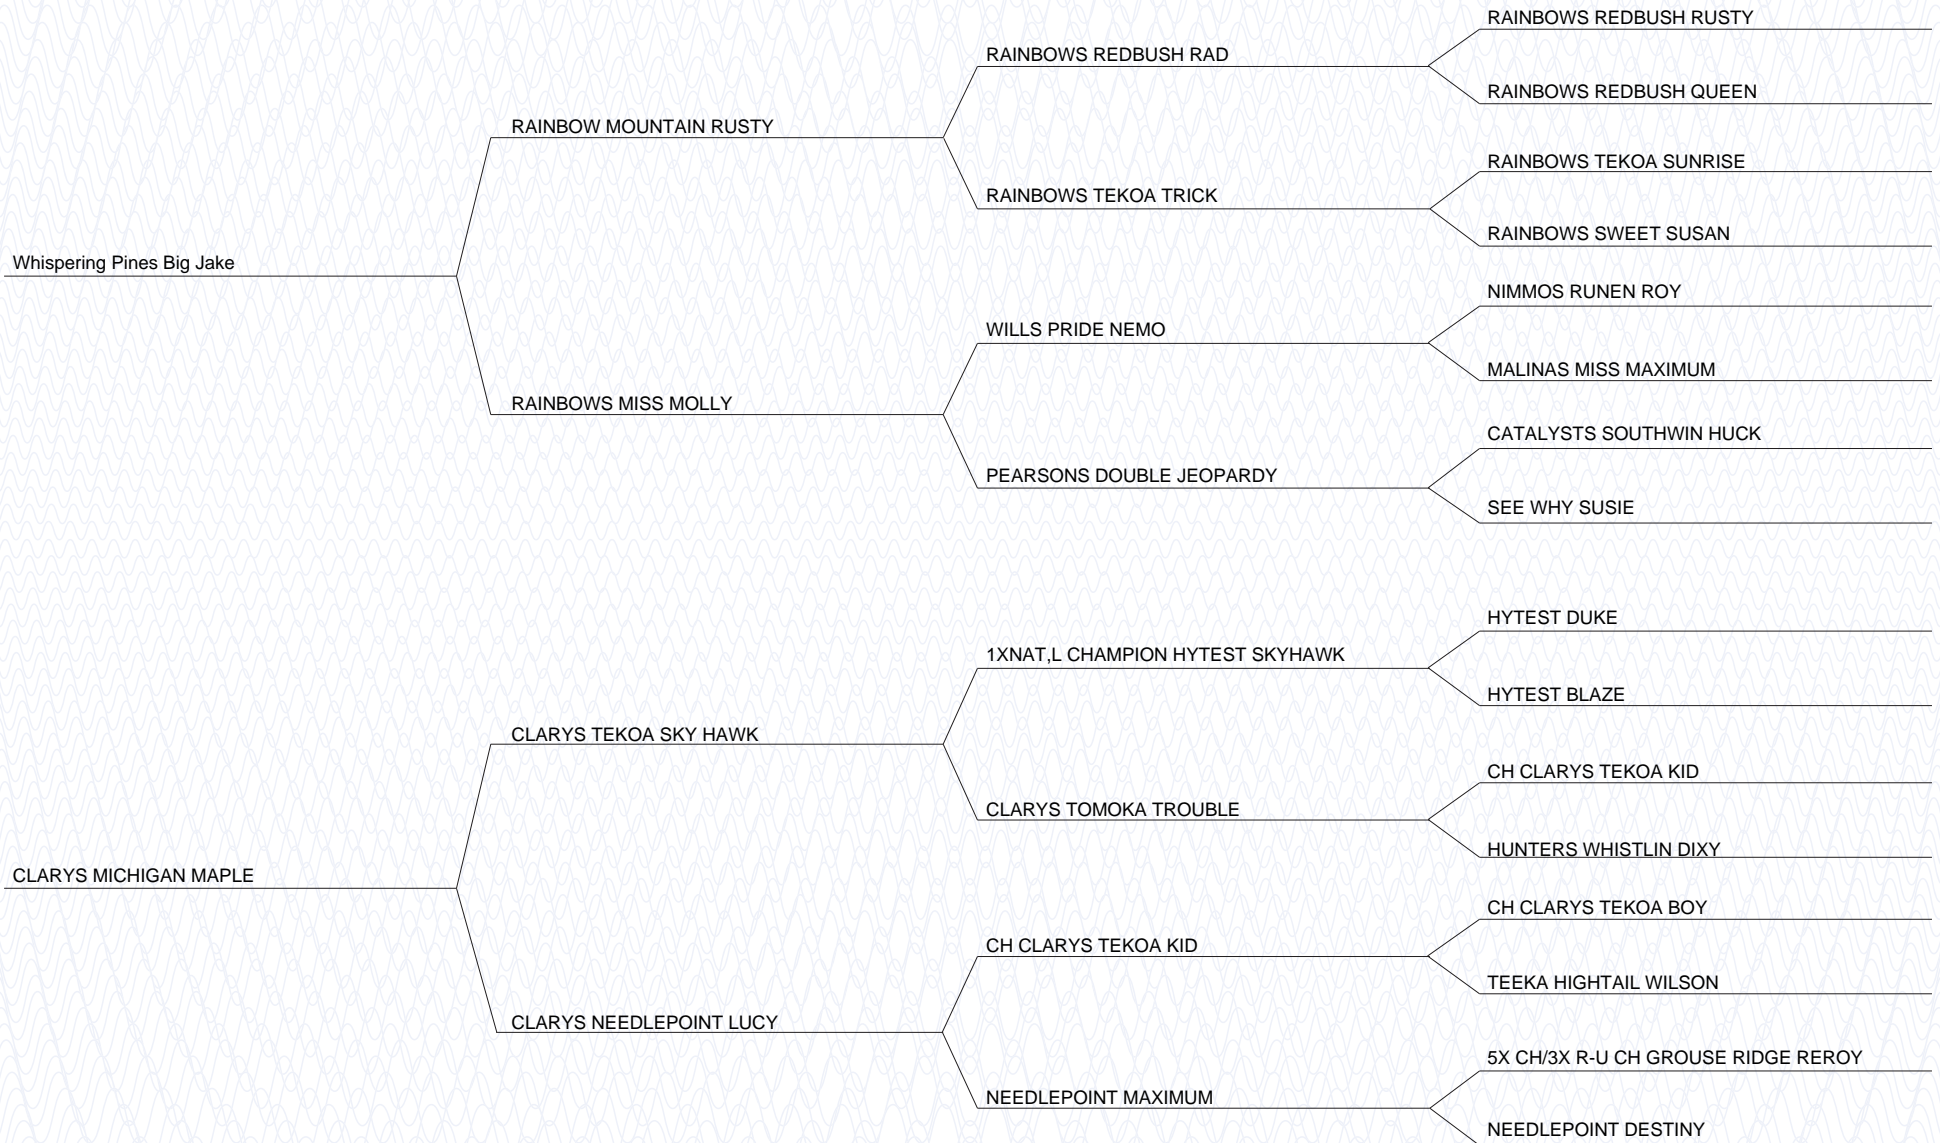 RAINBOWS REDBUSH RUSTY
RAINBOWS REDBUSH RAD
RAINBOWS REDBUSH QUEEN
RAINBOW MOUNTAIN RUSTY
RAINBOWS TEKOA SUNRISE
RAINBOWS TEKOA TRICK
RAINBOWS SWEET SUSAN
Whispering Pines Big Jake
NIMMOS RUNEN ROY
WILLS PRIDE NEMO
MALINAS MISS MAXIMUM
RAINBOWS MISS MOLLY
CATALYSTS SOUTHWIN HUCK
PEARSONS DOUBLE JEOPARDY
SEE WHY SUSIE
HYTEST DUKE
1XNAT,L CHAMPION HYTEST SKYHAWK
HYTEST BLAZE
CLARYS TEKOA SKY HAWK
CH CLARYS TEKOA KID
CLARYS TOMOKA TROUBLE
HUNTERS WHISTLIN DIXY
CLARYS MICHIGAN MAPLE
CH CLARYS TEKOA BOY
CH CLARYS TEKOA KID
TEEKA HIGHTAIL WILSON
CLARYS NEEDLEPOINT LUCY
5X CH/3X R-U CH GROUSE RIDGE REROY
NEEDLEPOINT MAXIMUM
NEEDLEPOINT DESTINY